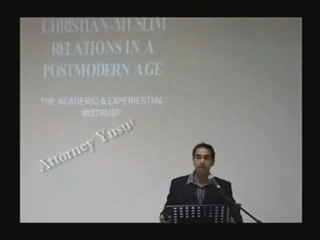 CHRISTIAN-MUSLIM
RELATIONS IN A
POSTMODERN AGE
THE ACADEMIC & EXPERIENTIAL
MISTRUST
Attorney Yusuf